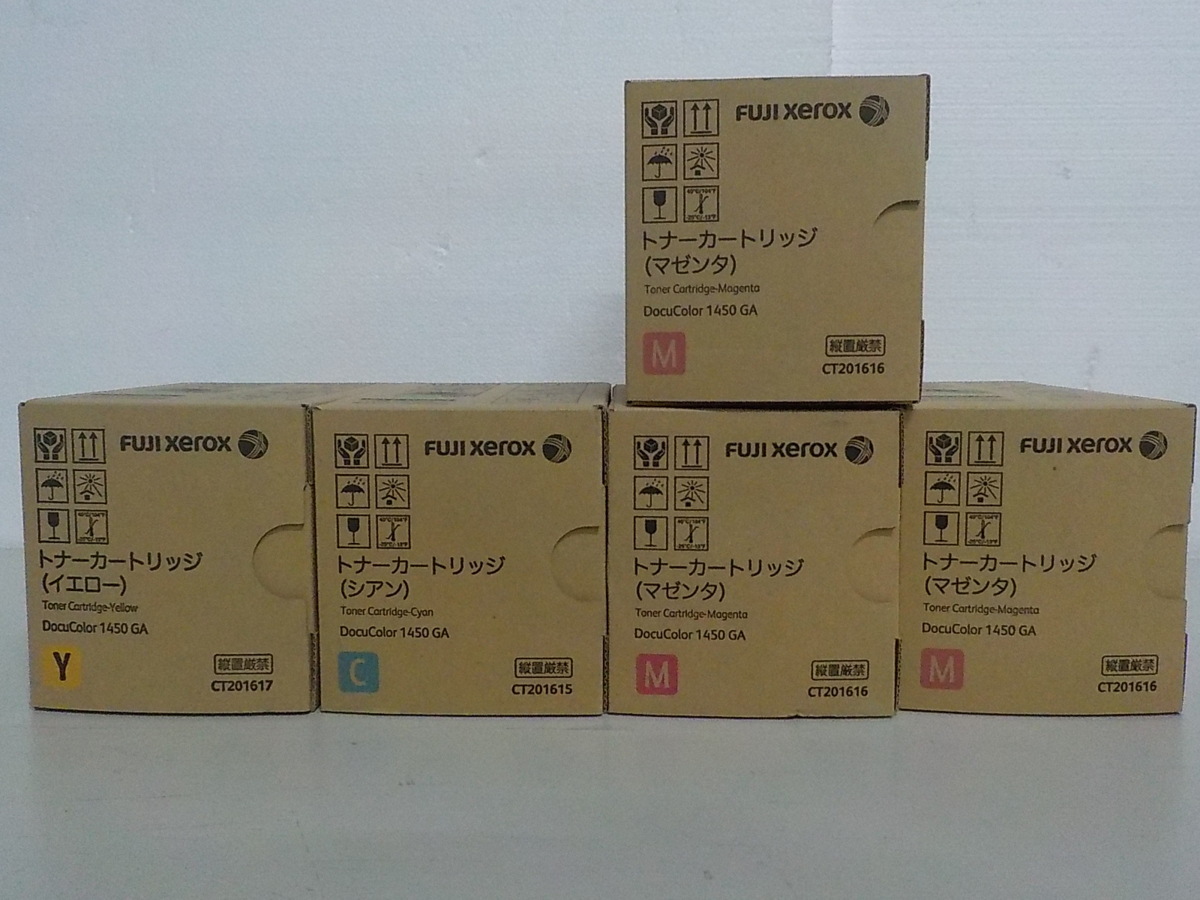 FUJI xerox
40°C/104°F
トナーカートリッジ
(マゼンタ)
Toner Cartridge-Magenta
DocuColor 1450 GA
M
縦置厳禁
CT201616
FUJI xerox
トナーカートリッジ
(イエロー)
Toner Cartridge-Yellow
DocuColor 1450 GA
Y
縦置厳禁
CT201617
FUJI xerox
トナーカートリッジ
(シアン)
Toner Cartridge-Cyan
DocuColor 1450 GA
C
縦置厳禁
CT201615
FUJI xerox
トナーカートリッジ
(マゼンタ)
Toner Cartridge-Magenta
DocuColor 1450 GA
M
縦置厳禁
CT201616
FUJI xerox
トナーカートリッジ
(マゼンタ)
Toner Cartridge-Magenta
DocuColor 1450 GA
M
縦置厳禁
CT201616